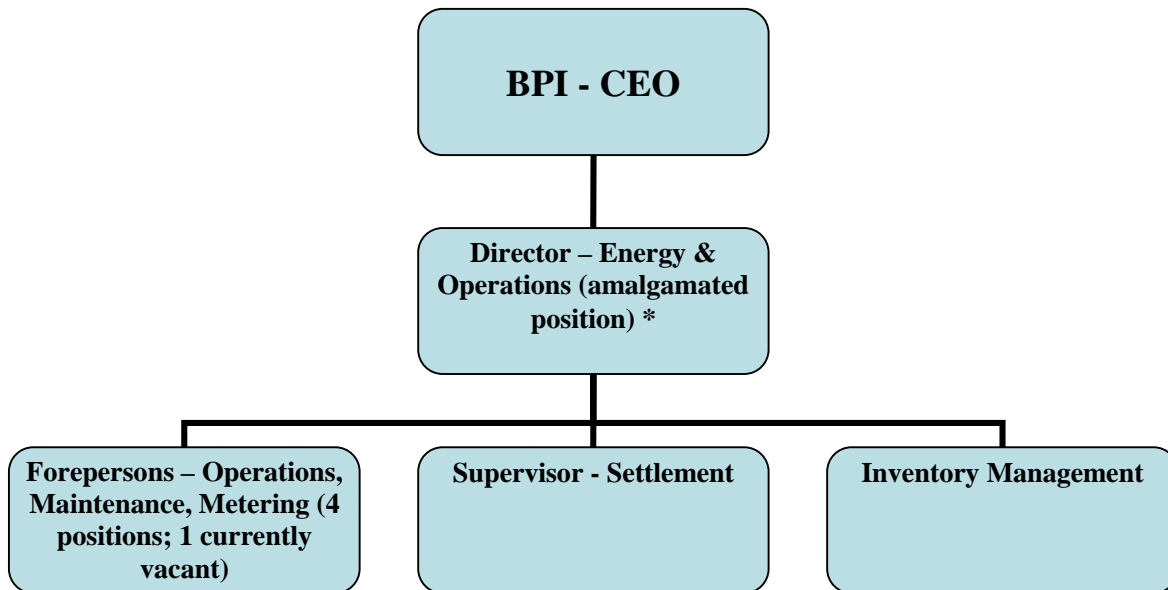 BPI - CEO
Director – Energy &
Operations (amalgamated
position) *
Forepersons – Operations,
Maintenance, Metering (4
positions; 1 currently
vacant)
Supervisor - Settlement
Inventory Management